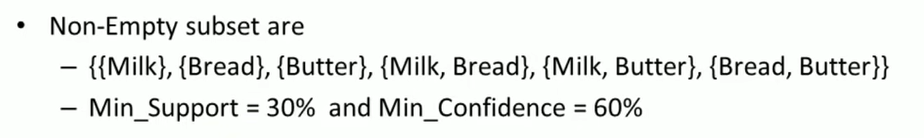 • Non-Empty subset are
– {{Milk}, {Bread}, {Butter}, {Milk, Bread}, {Milk, Butter}, {Bread, Butter}}
– Min_Support = 30% and Min_Confidence = 60%